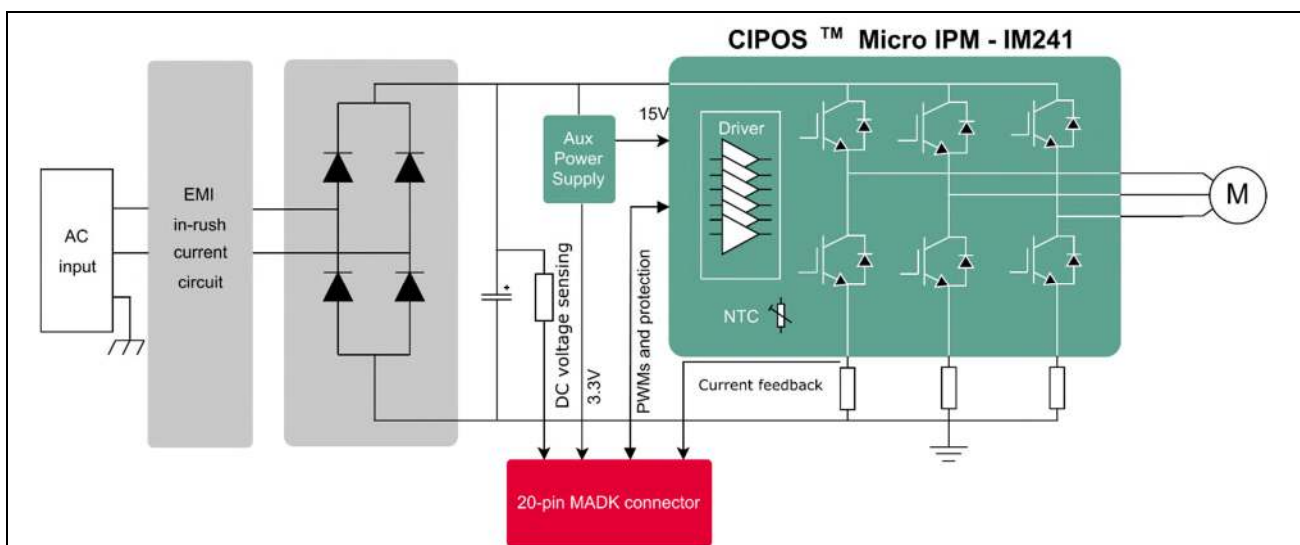 CIPOS ™ Micro IPM - IM241
15V
Driver
Aux
Power
Supply
EMI
in-rush
current
circuit
AC
input
M
+
DC voltage sensing
3.3V
PWMs and protection
NTC
Current feedback
20-pin MADK connector